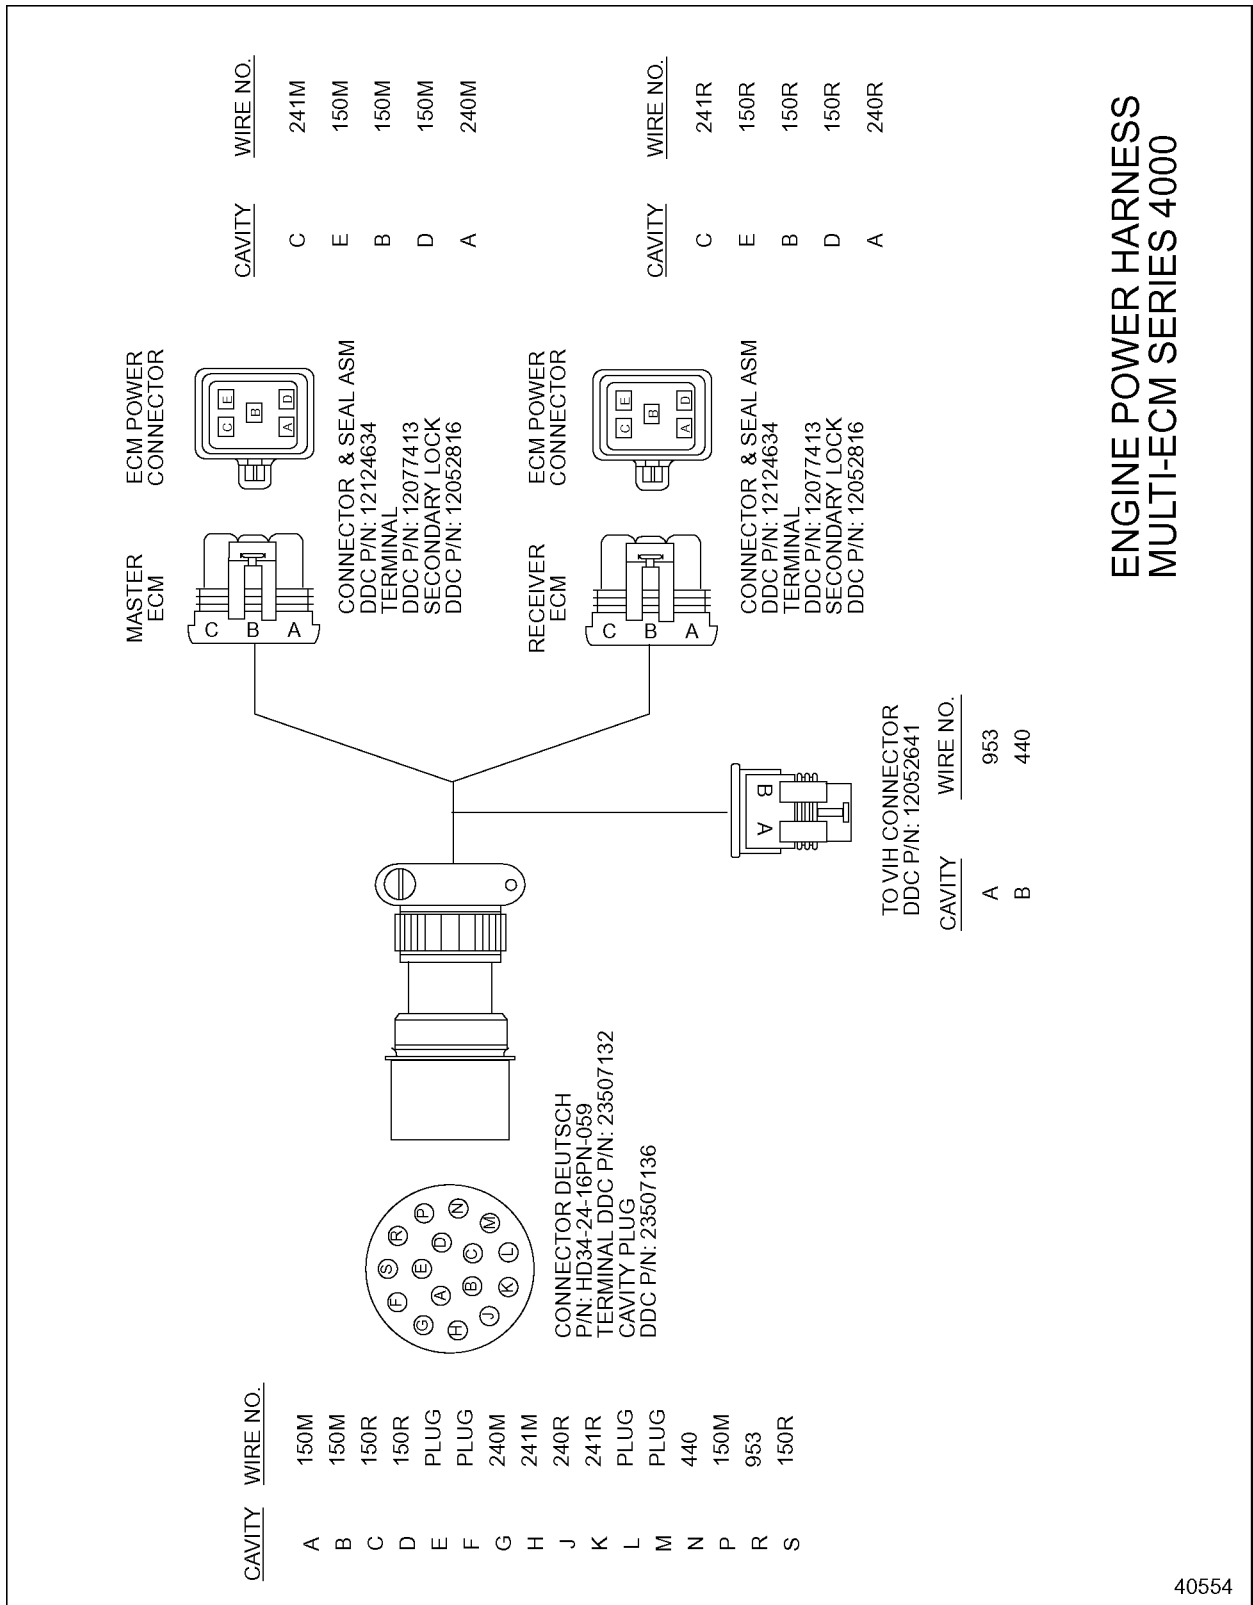 CAVITY WIRE NO.
A 150M
B 150M
C 150R
D 150R
E PLUG
F PLUG
G 240M
H 241M
J 240R
K 241R
L PLUG
M PLUG
N 440
P 150M
R 953
S 150R
S R P N M L K J H G F
E D C B A
CONNECTOR DEUTSCH
P/N: HD34-24-16PN-059
TERMINAL DDC P/N: 23507132
CAVITY PLUG
DDC P/N: 23507136
MASTER
ECM
C B A
ECM POWER
CONNECTOR
C E
B
A D
CONNECTOR & SEAL ASM
DDC P/N: 12124634
TERMINAL
DDC P/N: 12077413
SECONDARY LOCK
DDC P/N: 12052816
CAVITY WIRE NO.
C 241M
E 150M
B 150M
D 150M
A 240M
RECEIVER
ECM
C B A
ECM POWER
CONNECTOR
C E
B
A D
CONNECTOR & SEAL ASM
DDC P/N: 12124634
TERMINAL
DDC P/N: 12077413
SECONDARY LOCK
DDC P/N: 12052816
CAVITY WIRE NO.
C 241R
E 150R
B 150R
D 150R
A 240R
A B
TO VIH CONNECTOR
DDC P/N: 12052641
CAVITY WIRE NO.
A 953
B 440
ENGINE POWER HARNESS
MULTI-ECM SERIES 4000
40554